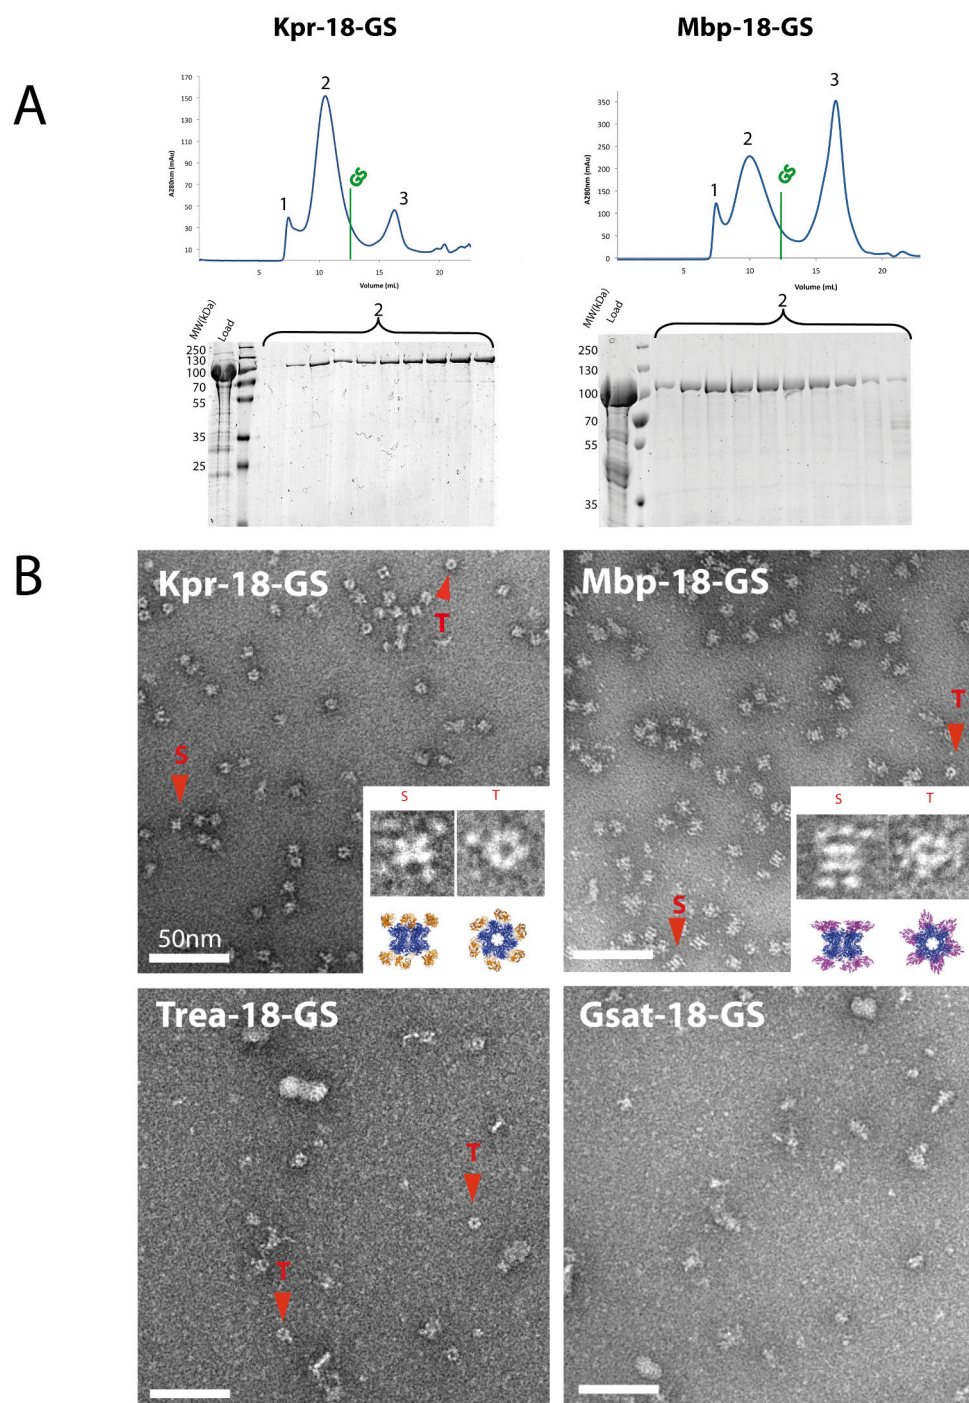 Kpr-18-GS
Mbp-18-GS
A
170
150
130
110
90
70
50
30
10
A280nm (mAu)
1
2
GS
3
5
10
15
20
Volume (mL)
350
300
250
200
150
100
50
0
A280nm (mAu)
1
2
GS
3
5
10
15
20
Volume (mL)
MW(kDa)
Load
2
250
130
100
70
55
35
25
MW(kDa)
Load
2
250
130
100
70
55
35
B
Kpr-18-GS
T
S
50nm
S
T
Mbp-18-GS
T
S
S
T
Trea-18-GS
T
T
Gsat-18-GS